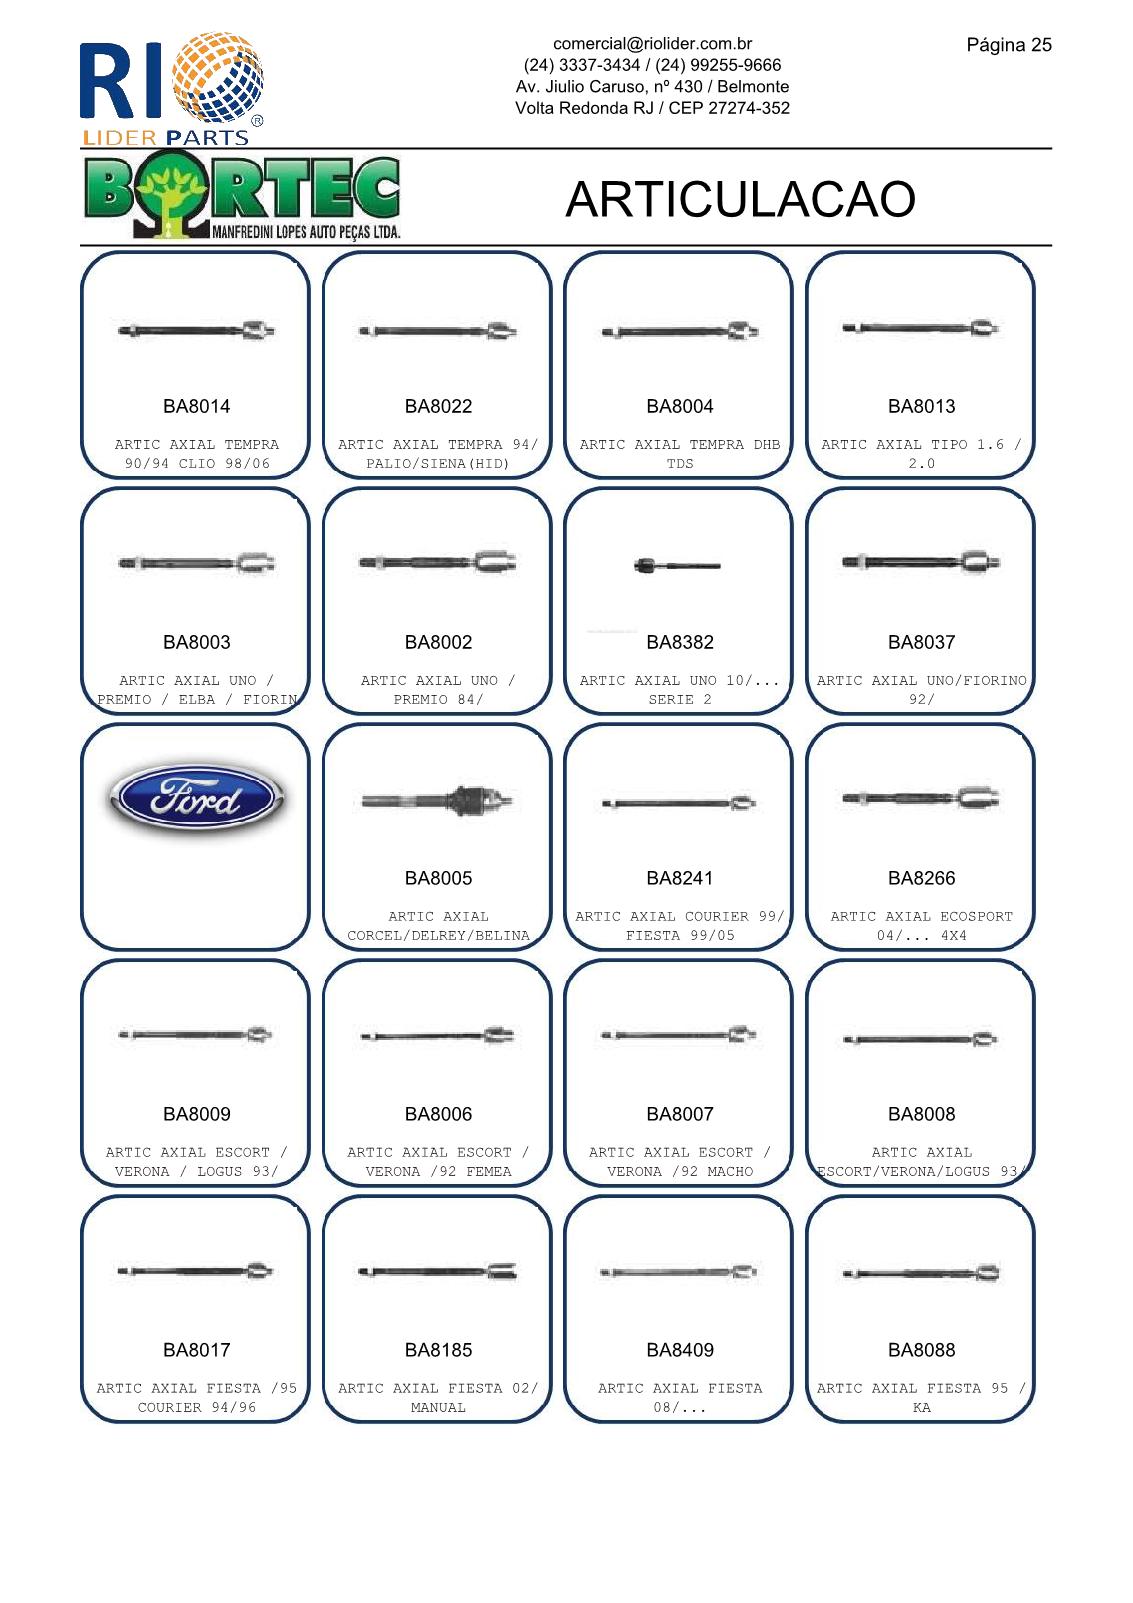 RIO
LIDER PARTS
®
comercial@riolider.com.br
(24) 3337-3434 / (24) 99255-9666
Av. Jiulio Caruso, nº 430 / Belmonte
Volta Redonda RJ / CEP 27274-352
Página 25
BORTEC
MANFREDINI LOPES AUTO PEÇAS LTDA.
ARTICULACAO
BA8014
ARTIC AXIAL TEMPRA
90/94 CLIO 98/06
BA8022
ARTIC AXIAL TEMPRA 94/
PALIO/SIENA(HID)
BA8004
ARTIC AXIAL TEMPRA DHB
TDS
BA8013
ARTIC AXIAL TIPO 1.6 /
2.0
BA8003
ARTIC AXIAL UNO /
PREMIO / ELBA / FIORIN
BA8002
ARTIC AXIAL UNO /
PREMIO 84/
BA8382
ARTIC AXIAL UNO 10/...
SERIE 2
BA8037
ARTIC AXIAL UNO/FIORINO
92/
Ford
BA8005
ARTIC AXIAL
CORCEL/DELREY/BELINA
BA8241
ARTIC AXIAL COURIER 99/
FIESTA 99/05
BA8266
ARTIC AXIAL ECOSPORT
04/... 4X4
BA8009
ARTIC AXIAL ESCORT /
VERONA / LOGUS 93/
BA8006
ARTIC AXIAL ESCORT /
VERONA /92 FEMEA
BA8007
ARTIC AXIAL ESCORT /
VERONA /92 MACHO
BA8008
ARTIC AXIAL
ESCORT/VERONA/LOGUS 93/
BA8017
ARTIC AXIAL FIESTA /95
COURIER 94/96
BA8185
ARTIC AXIAL FIESTA 02/
MANUAL
BA8409
ARTIC AXIAL FIESTA
08/...
BA8088
ARTIC AXIAL FIESTA 95 /
KA